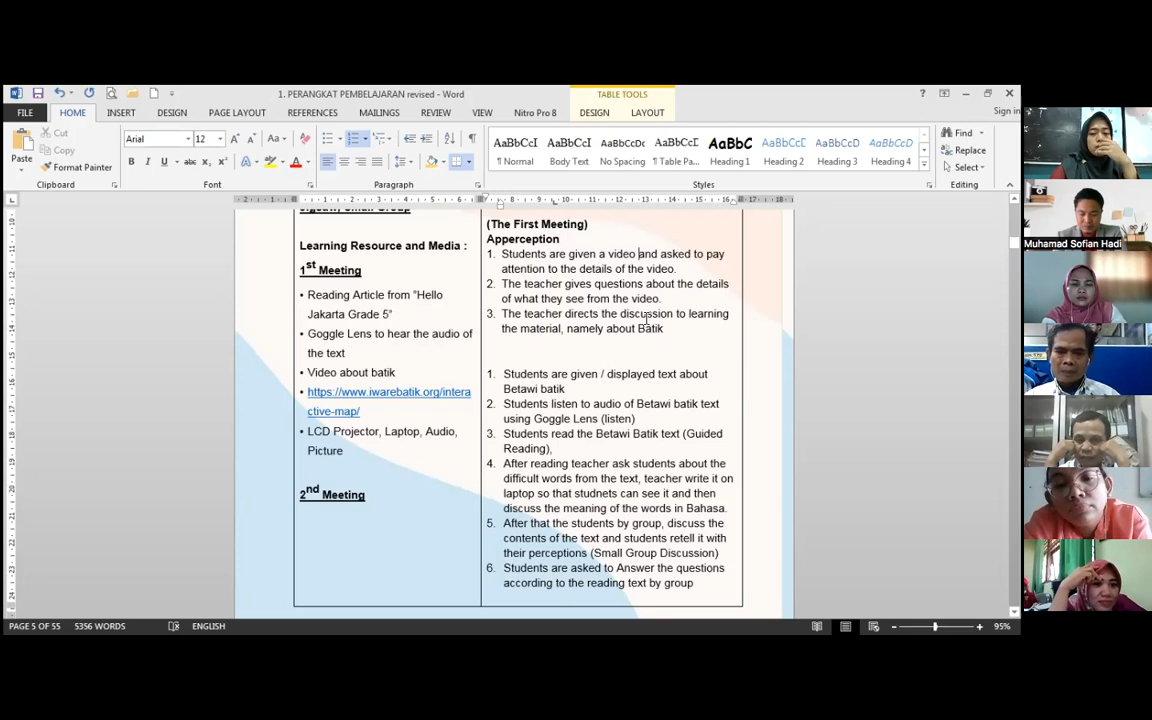 1. PERANGKAT PEMBELAJARAN revised - Word
TABLE TOOLS
FILE
HOME
INSERT
DESIGN
PAGE LAYOUT
REFERENCES
MAILINGS
REVIEW
VIEW
Nitro Pro 8
DESIGN
LAYOUT
Sign in
Paste
Cut
Copy
Format Painter
Clipboard
Arial
12
Font
Paragraph
AaBbCcI
¶ Normal
AaBbCcI
Body Text
AaBbCcDc
No Spacing
AaBbCcDd
¶ Table Pa...
AaBbC
Heading 1
AaBbCcI
Heading 2
AaBbCcD
Heading 3
AaBbCcI
Heading 4
Styles
Find
Replace
Select
Editing
Learning Resource and Media :
1st Meeting
• Reading Article from "Hello
Jakarta Grade 5"
• Goggle Lens to hear the audio of
the text
• Video about batik
• https://www.iwarebatik.org/intera
ctive-map/
• LCD Projector, Laptop, Audio,
Picture
2nd Meeting
(The First Meeting)
Apperception
1. Students are given a video and asked to pay
attention to the details of the video.
2. The teacher gives questions about the details
of what they see from the video.
3. The teacher directs the discussion to learning
the material, namely about Batik
1. Students are given / displayed text about
Betawi batik
2. Students listen to audio of Betawi batik text
using Goggle Lens (listen)
3. Students read the Betawi Batik text (Guided
Reading),
4. After reading teacher ask students about the
difficult words from the text, teacher write it on
laptop so that studnets can see it and then
discuss the meaning of the words in Bahasa.
5. After that the students by group, discuss the
contents of the text and students retell it with
their perceptions (Small Group Discussion)
6. Students are asked to Answer the questions
according to the reading text by group
PAGE 5 OF 55
5356 WORDS
ENGLISH
95%
Muhamad Sofian Hadi